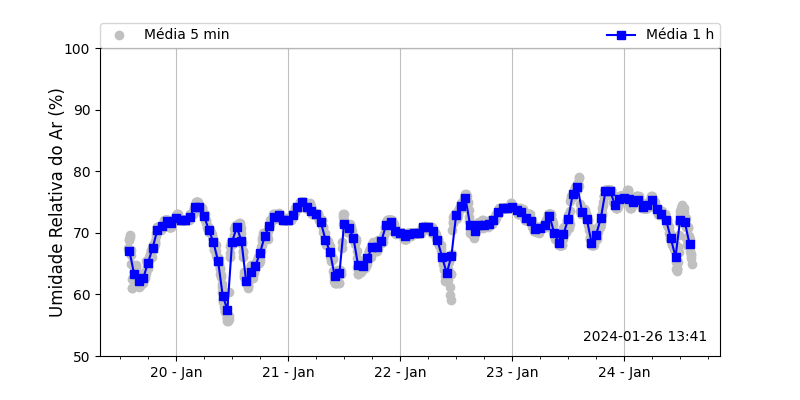 Média 5 min
Média 1 h
Umidade Relativa do Ar (%)
100
90
80
70
60
50
2024-01-26 13:41
20 - Jan
21 - Jan
22 - Jan
23 - Jan
24 - Jan